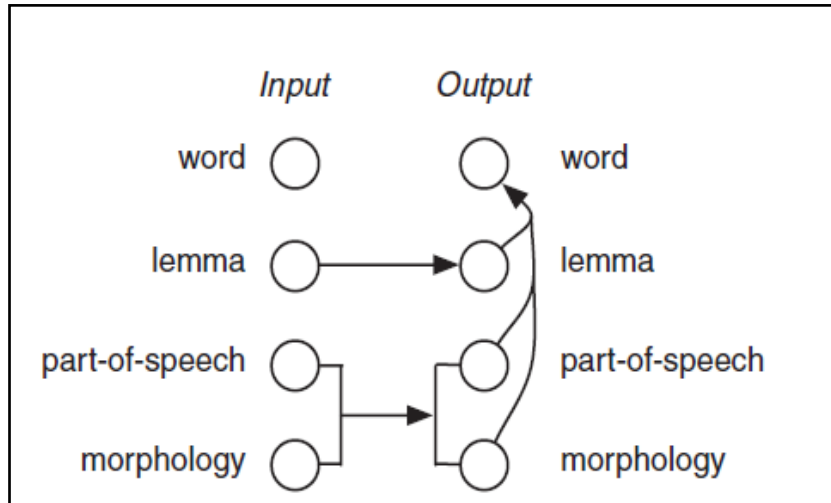 Input Output
word word
lemma lemma
part-of-speech part-of-speech
morphology morphology